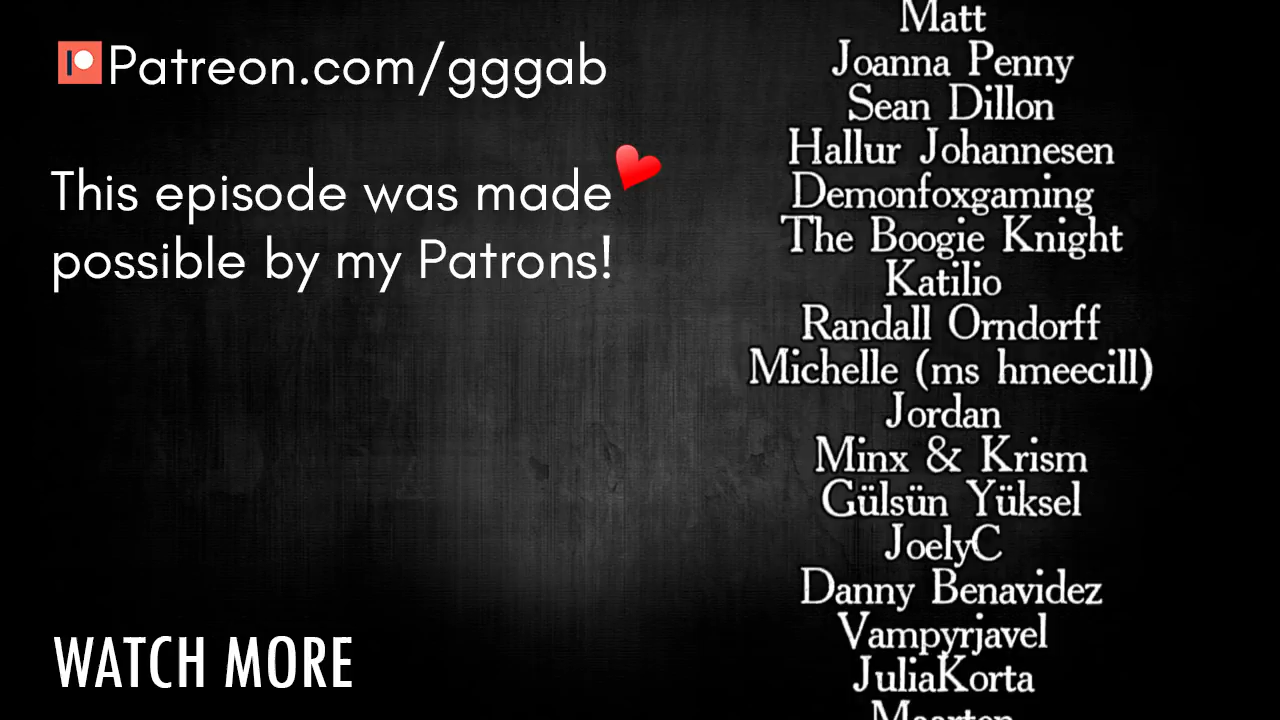 Patreon.com/gggab
This episode was made
possible by my Patrons!
WATCH MORE
Matt
Joanna Penny
Sean Dillon
Hallur Johannesen
Demonfoxgaming
The Boogie Knight
Katilio
Randall Orndorff
Michelle (ms hmeecill)
Jordan
Minx & Krism
Gülsün Yüksel
JoelyC
Danny Benavidez
Vampyrjavel
JuliaKorta
Maarten